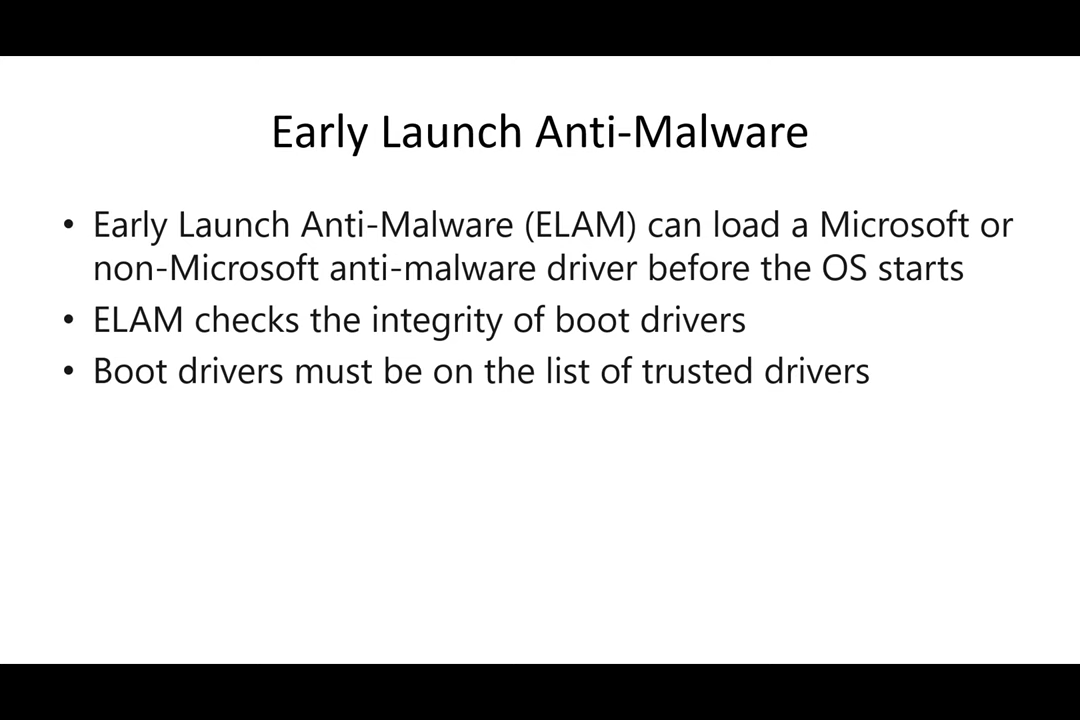 Early Launch Anti-Malware
• Early Launch Anti-Malware (ELAM) can load a Microsoft or
non-Microsoft anti-malware driver before the OS starts
• ELAM checks the integrity of boot drivers
• Boot drivers must be on the list of trusted drivers